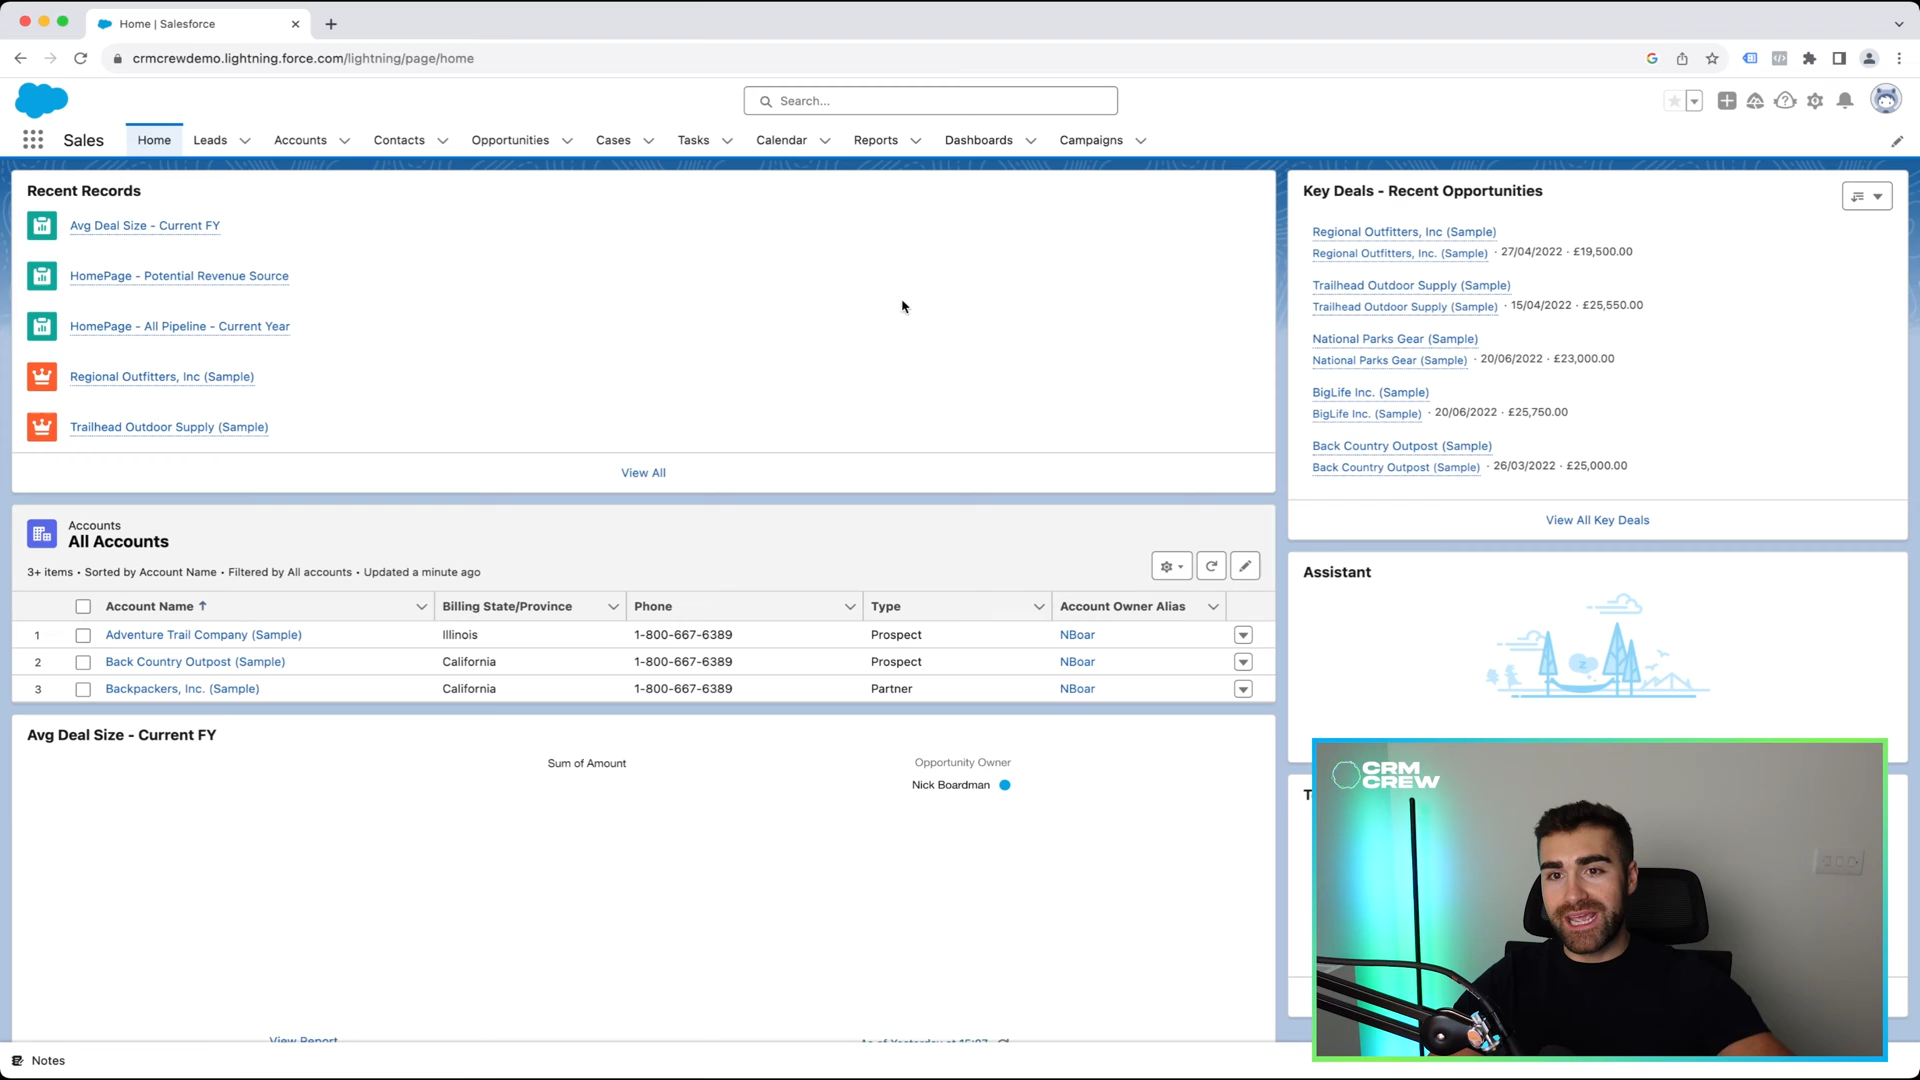 Home | Salesforce
crmcrewdemo.lightning.force.com/lightning/page/home
Search...
Sales
Home
Leads
Accounts
Contacts
Opportunities
Cases
Tasks
Calendar
Reports
Dashboards
Campaigns
Recent Records
Avg Deal Size - Current FY
HomePage - Potential Revenue Source
HomePage - All Pipeline - Current Year
Regional Outfitters, Inc (Sample)
Trailhead Outdoor Supply (Sample)
View All
Accounts
All Accounts
3+ items • Sorted by Account Name • Filtered by All accounts • Updated a minute ago
Account Name ↑ Billing State/Province Phone Type Account Owner Alias
1 Adventure Trail Company (Sample) Illinois 1-800-667-6389 Prospect NBoar
2 Back Country Outpost (Sample) California 1-800-667-6389 Prospect NBoar
3 Backpackers, Inc. (Sample) California 1-800-667-6389 Partner NBoar
Avg Deal Size - Current FY
Sum of Amount
Opportunity Owner
Nick Boardman
View Report
As of Yesterday at 15:07
Key Deals - Recent Opportunities
Regional Outfitters, Inc (Sample)
Regional Outfitters, Inc. (Sample) · 27/04/2022 · £19,500.00
Trailhead Outdoor Supply (Sample)
Trailhead Outdoor Supply (Sample) · 15/04/2022 · £25,550.00
National Parks Gear (Sample)
National Parks Gear (Sample) · 20/06/2022 · £23,000.00
BigLife Inc. (Sample)
BigLife Inc. (Sample) · 20/06/2022 · £25,750.00
Back Country Outpost (Sample)
Back Country Outpost (Sample) · 26/03/2022 · £25,000.00
View All Key Deals
Assistant
z
CRM
CREW
Notes